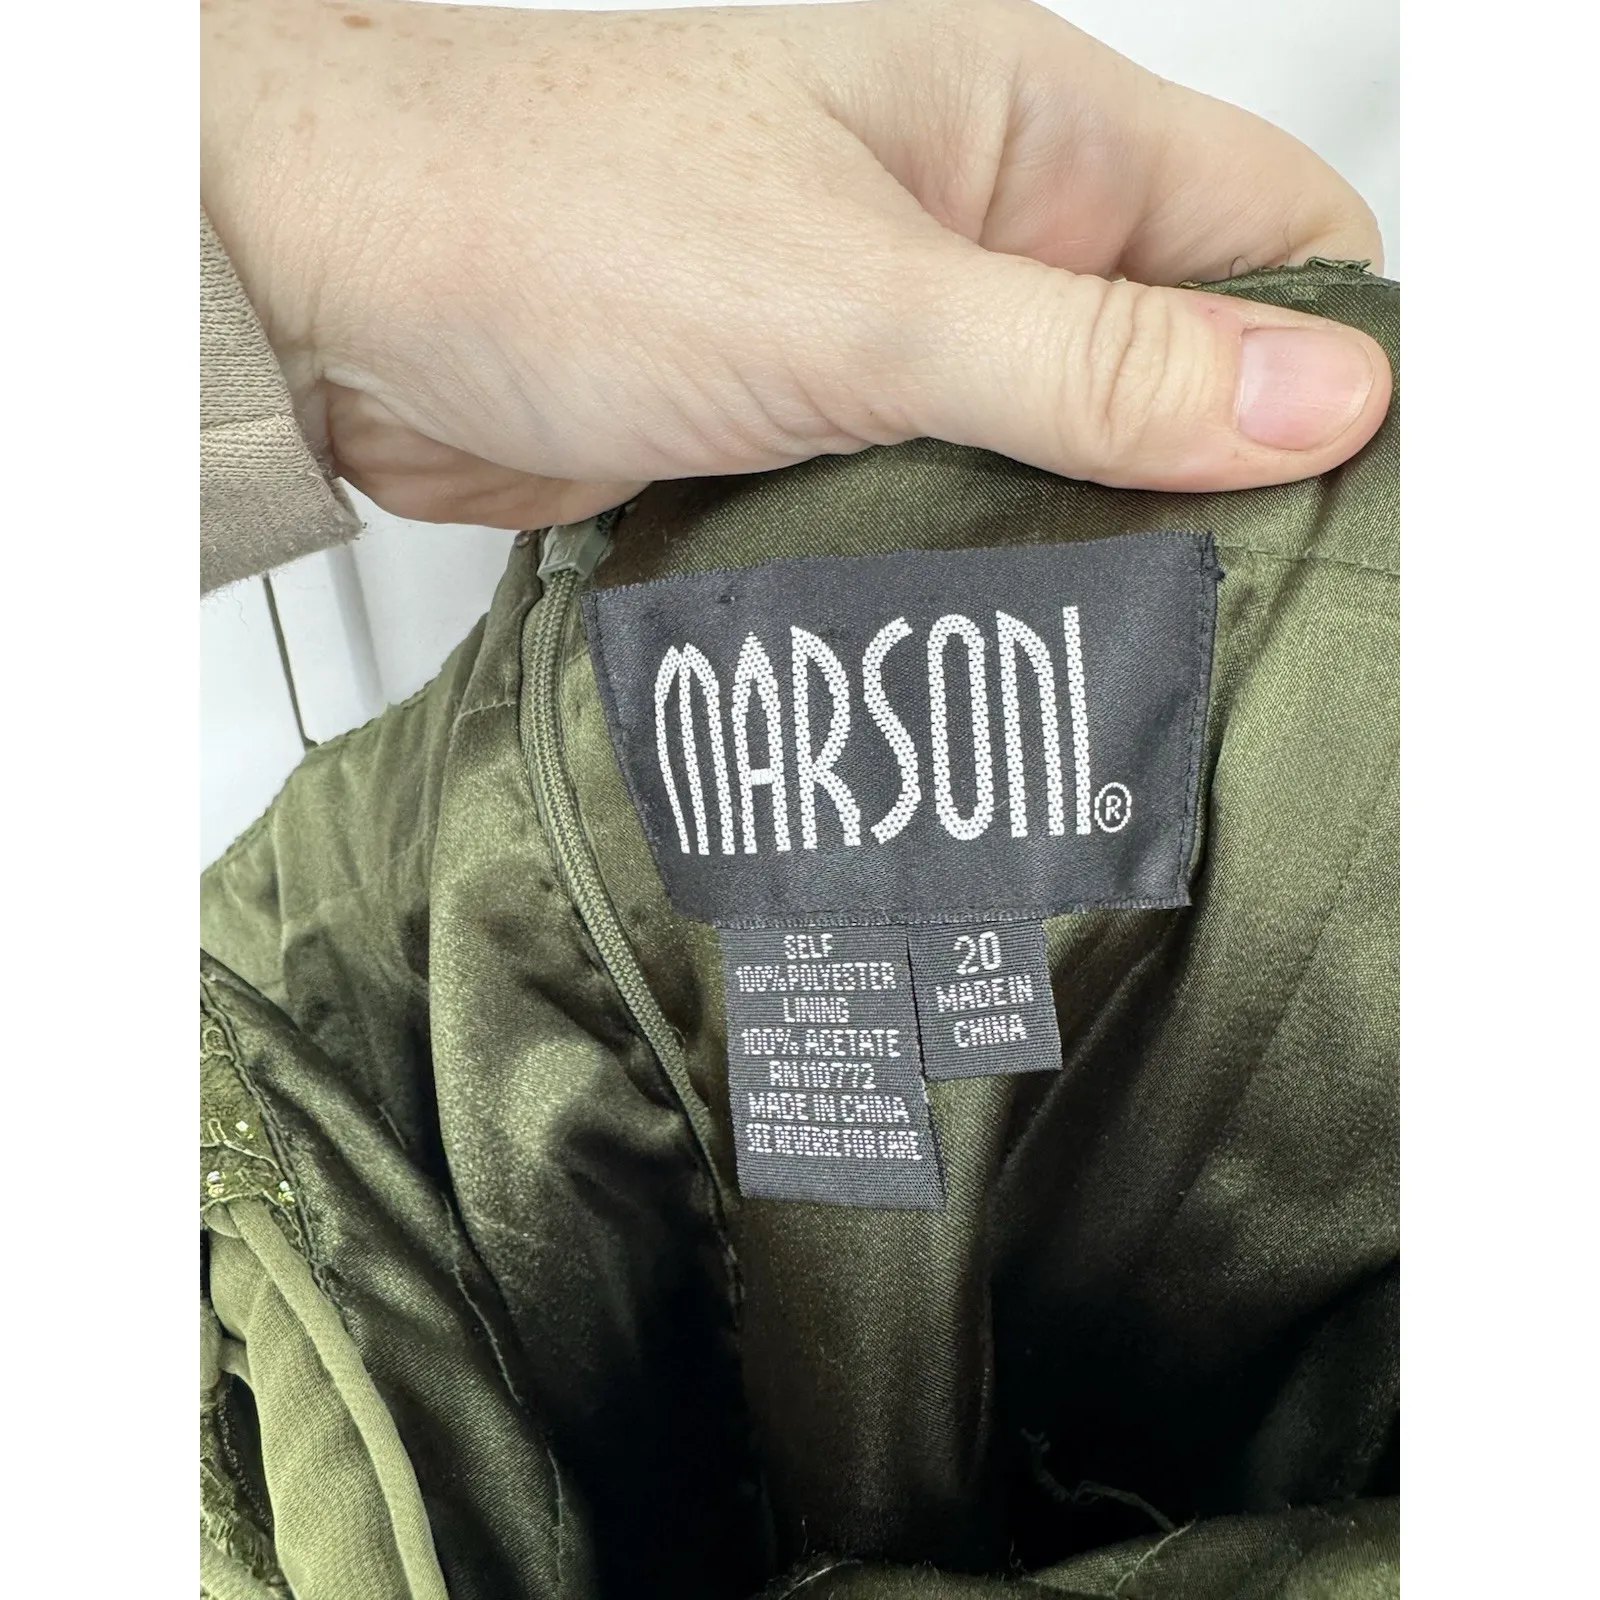 MARSONI®
SELF
100% POLYESTER
LINING
100% ACETATE
RN 110772
MADE IN CHINA
REVERSE FOR CARE
20
MADE IN
CHINA